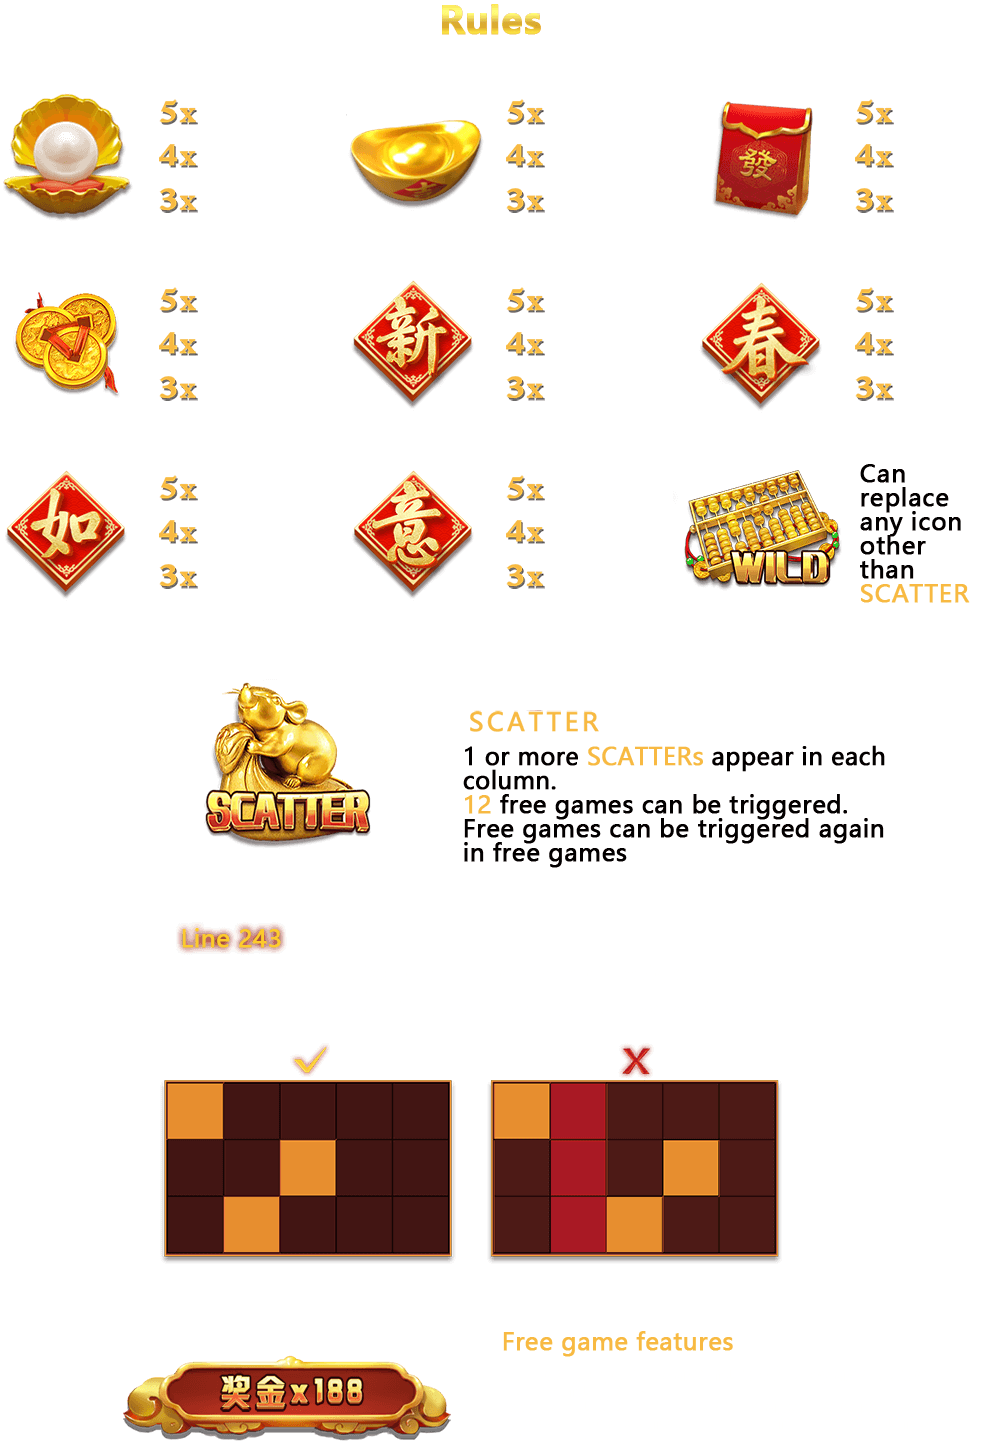 Rules
5x
4x
3x
5x
4x
3x
發
5x
4x
3x
5x
4x
3x
新
5x
4x
3x
春
5x
4x
3x
如
5x
4x
3x
意
5x
4x
3x
WILD
Can
replace
any icon
other
than
SCATTER
SCATTER
SCATTER
1 or more SCATTERs appear in each
column.
12 free games can be triggered.
Free games can be triggered again
in free games
Line 243
Free game features
奖金x188